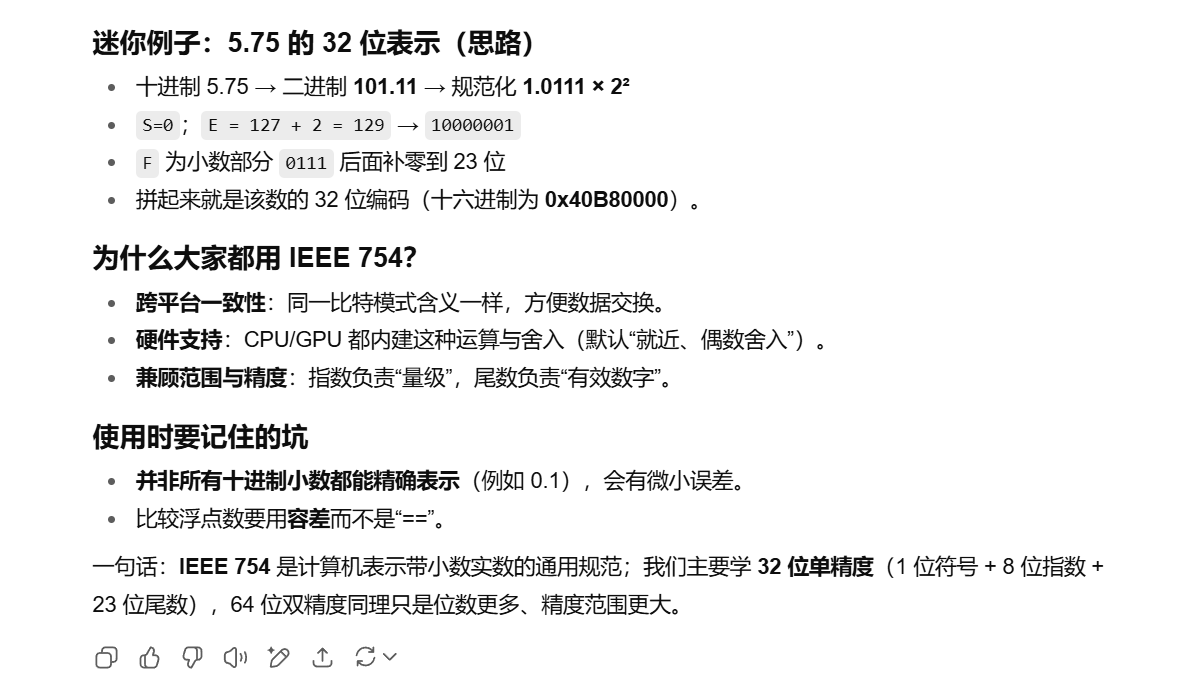 迷你例子：5.75 的 32 位表示（思路）
• 十进制 5.75 → 二进制 101.11 → 规范化 1.0111 × 2²
• S=0； E = 127 + 2 = 129 → 10000001
• F 为小数部分 0111 后面补零到 23 位
• 拼起来就是该数的 32 位编码（十六进制为 0x40B80000）。
为什么大家都用 IEEE 754？
• 跨平台一致性：同一比特模式含义一样，方便数据交换。
• 硬件支持：CPU/GPU 都内建这种运算与舍入（默认“就近、偶数舍入”）。
• 兼顾范围与精度：指数负责“量级”，尾数负责“有效数字”。
使用时要记住的坑
• 并非所有十进制小数都能精确表示（例如 0.1），会有微小误差。
• 比较浮点数要用容差而不是“==”。
一句话：IEEE 754 是计算机表示带小数实数的通用规范；我们主要学 32 位单精度（1 位符号 + 8 位指数 +
23 位尾数），64 位双精度同理只是位数更多、精度范围更大。